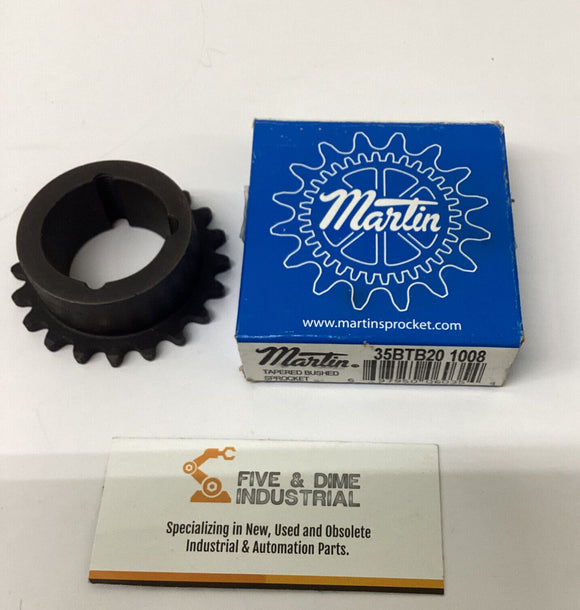 Martin
www.martinsprocket.com
Martin 35BTB20 1008
TAPERED BUSHED
SPROCKET
FIVE & DIME
INDUSTRIAL
Specializing in New, Used and Obsolete
Industrial & Automation Parts.